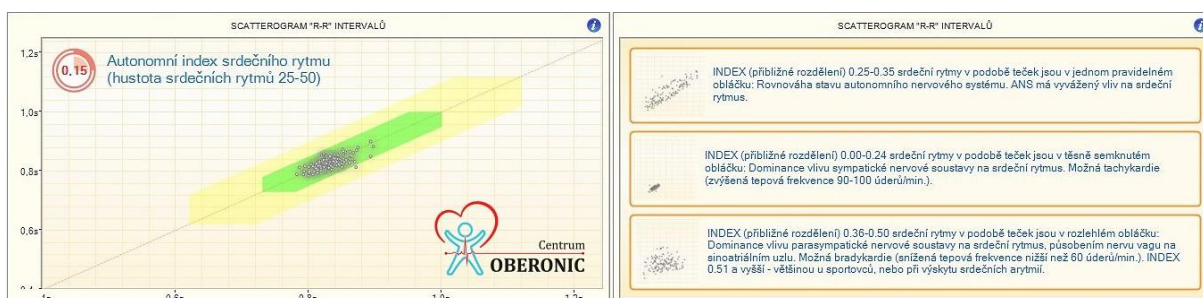 SCATTEROGRAM "R-R" INTERVALŮ
1.2s
0.15
Autonomní index srdečního rytmu
(hustota srdečních rytmů 25-50)
1.0s
0.8s
0.6s
0.8s
1.0s
1.2s
Centrum
OBERONIC
SCATTEROGRAM "R-R" INTERVALŮ
INDEX (přibližné rozdělení) 0.25-0.35 srdeční rytmy v podobě teček jsou v jednom pravidelném
obláčku: Rovnováha stavu autonomního nervového systému. ANS má vyvážený vliv na srdeční
rytmus.
INDEX (přibližné rozdělení) 0.00-0.24 srdeční rytmy v podobě teček jsou v těsně semknutém
obláčku: Dominance vlivu sympatické nervové soustavy na srdeční rytmus. Možná tachykardie
(zvýšená tepová frekvence 90-100 úderů/min.).
INDEX (přibližné rozdělení) 0.36-0.50 srdeční rytmy v podobě teček jsou v rozlehlém obláčku:
Dominance vlivu parasympatické nervové soustavy na srdeční rytmus, působením nervu vagu na
sinoatriálním uzlu. Možná bradykardie (snížená tepová frekvence nižší než 60 úderů/min.). INDEX
0.51 a vyšší - většinou u sportovců, nebo při výskytu srdečních arytmií.